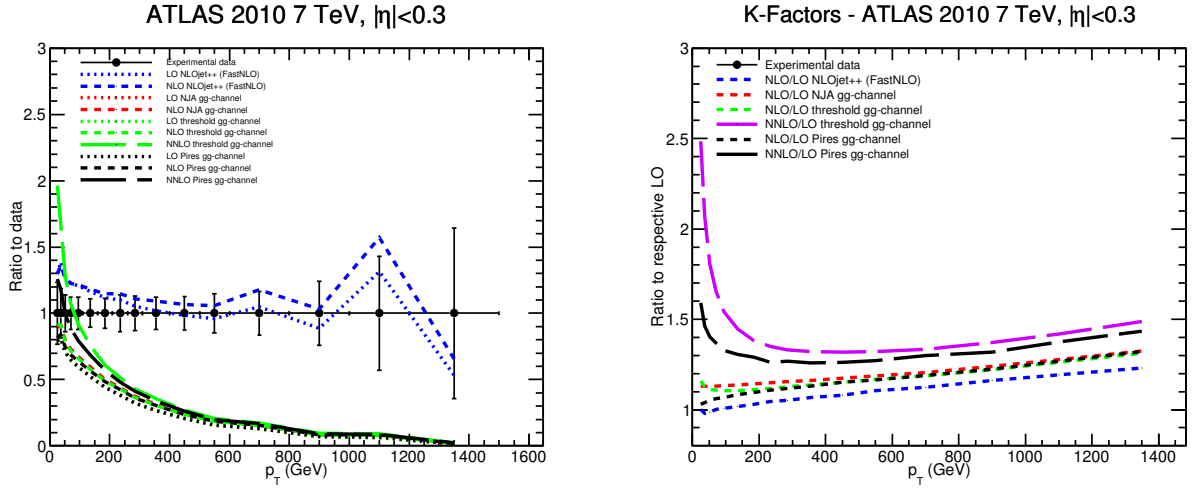 ATLAS 2010 7 TeV, |η|<0.3
3
2.5
2
1.5
1
0.5
0
Ratio to data
Experimental data
LO NLOjet++ (FastNLO)
NLO NLOjet++ (FastNLO)
LO NJA gg-channel
NLO NJA gg-channel
LO threshold gg-channel
NLO threshold gg-channel
NNLO threshold gg-channel
LO Pires gg-channel
NLO Pires gg-channel
NNLO Pires gg-channel
0 200 400 600 800 1000 1200 1400 1600
p_T (GeV)
K-Factors - ATLAS 2010 7 TeV, |η|<0.3
3
2.5
2
1.5
1
Ratio to respective LO
Experimental data
NLO/LO NLOjet++ (FastNLO)
NLO/LO NJA gg-channel
NLO/LO threshold gg-channel
NNLO/LO threshold gg-channel
NLO/LO Pires gg-channel
NNLO/LO Pires gg-channel
0 200 400 600 800 1000 1200 1400
p_T (GeV)